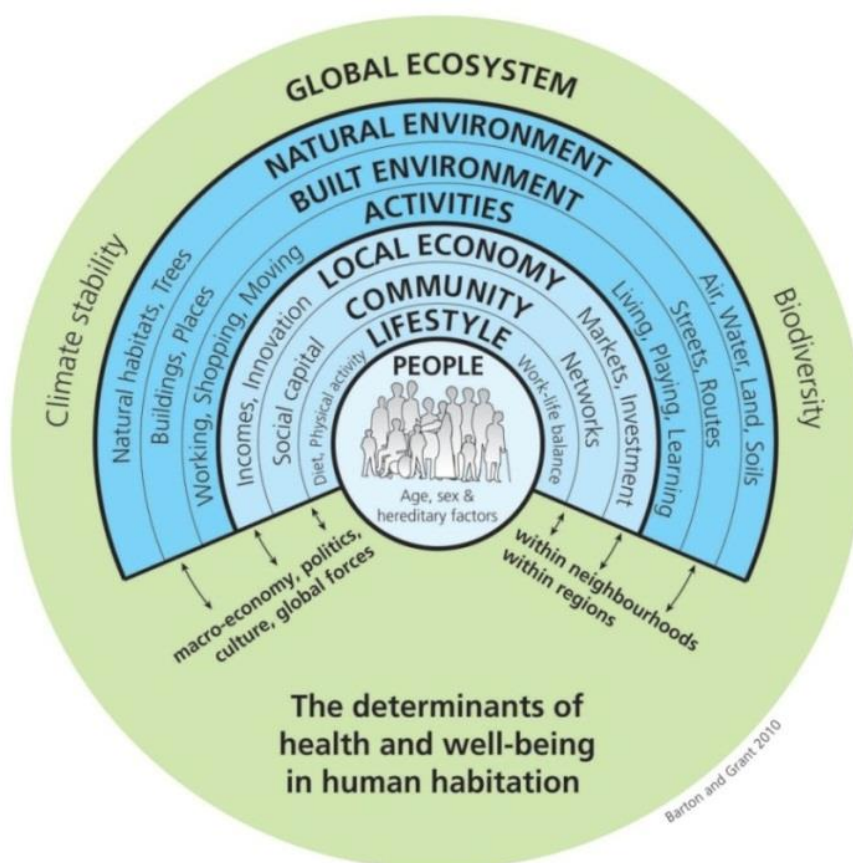 GLOBAL ECOSYSTEM
NATURAL ENVIRONMENT
BUILT ENVIRONMENT
ACTIVITIES
LOCAL ECONOMY
COMMUNITY
LIFESTYLE
PEOPLE
Age, sex &
hereditary factors
Climate stability
Natural habitats, Trees
Buildings, Places
Working, Shopping, Moving
Incomes, Innovation
Social capital
Diet, Physical activity
Work-life balance
Networks
Markets, Investment
Living, Playing, Learning
Streets, Routes
Air, Water, Land, Soils
Biodiversity
macro-economy, politics,
culture, global forces
within neighbourhoods
within regions
The determinants of
health and well-being
in human habitation
Barton and Grant 2010